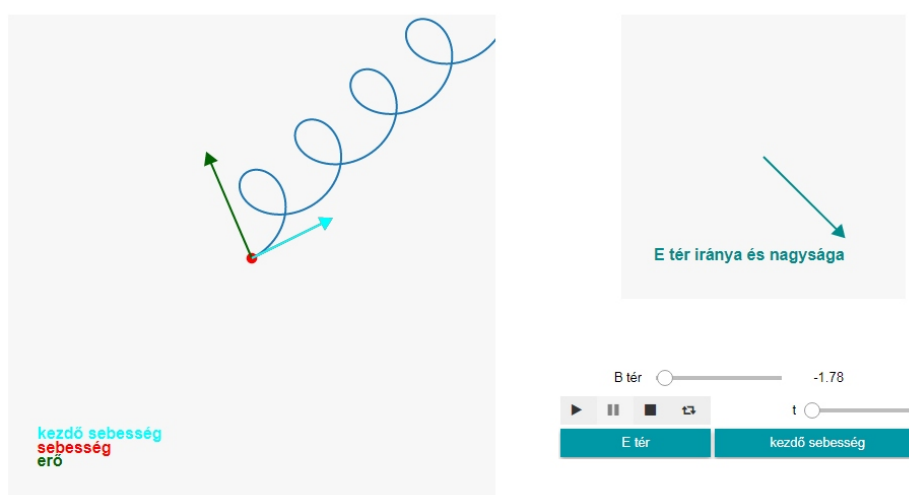 kezdő sebesség
sebesség
erő
E tér iránya és nagysága
B tér -1.78
t
E tér kezdő sebesség